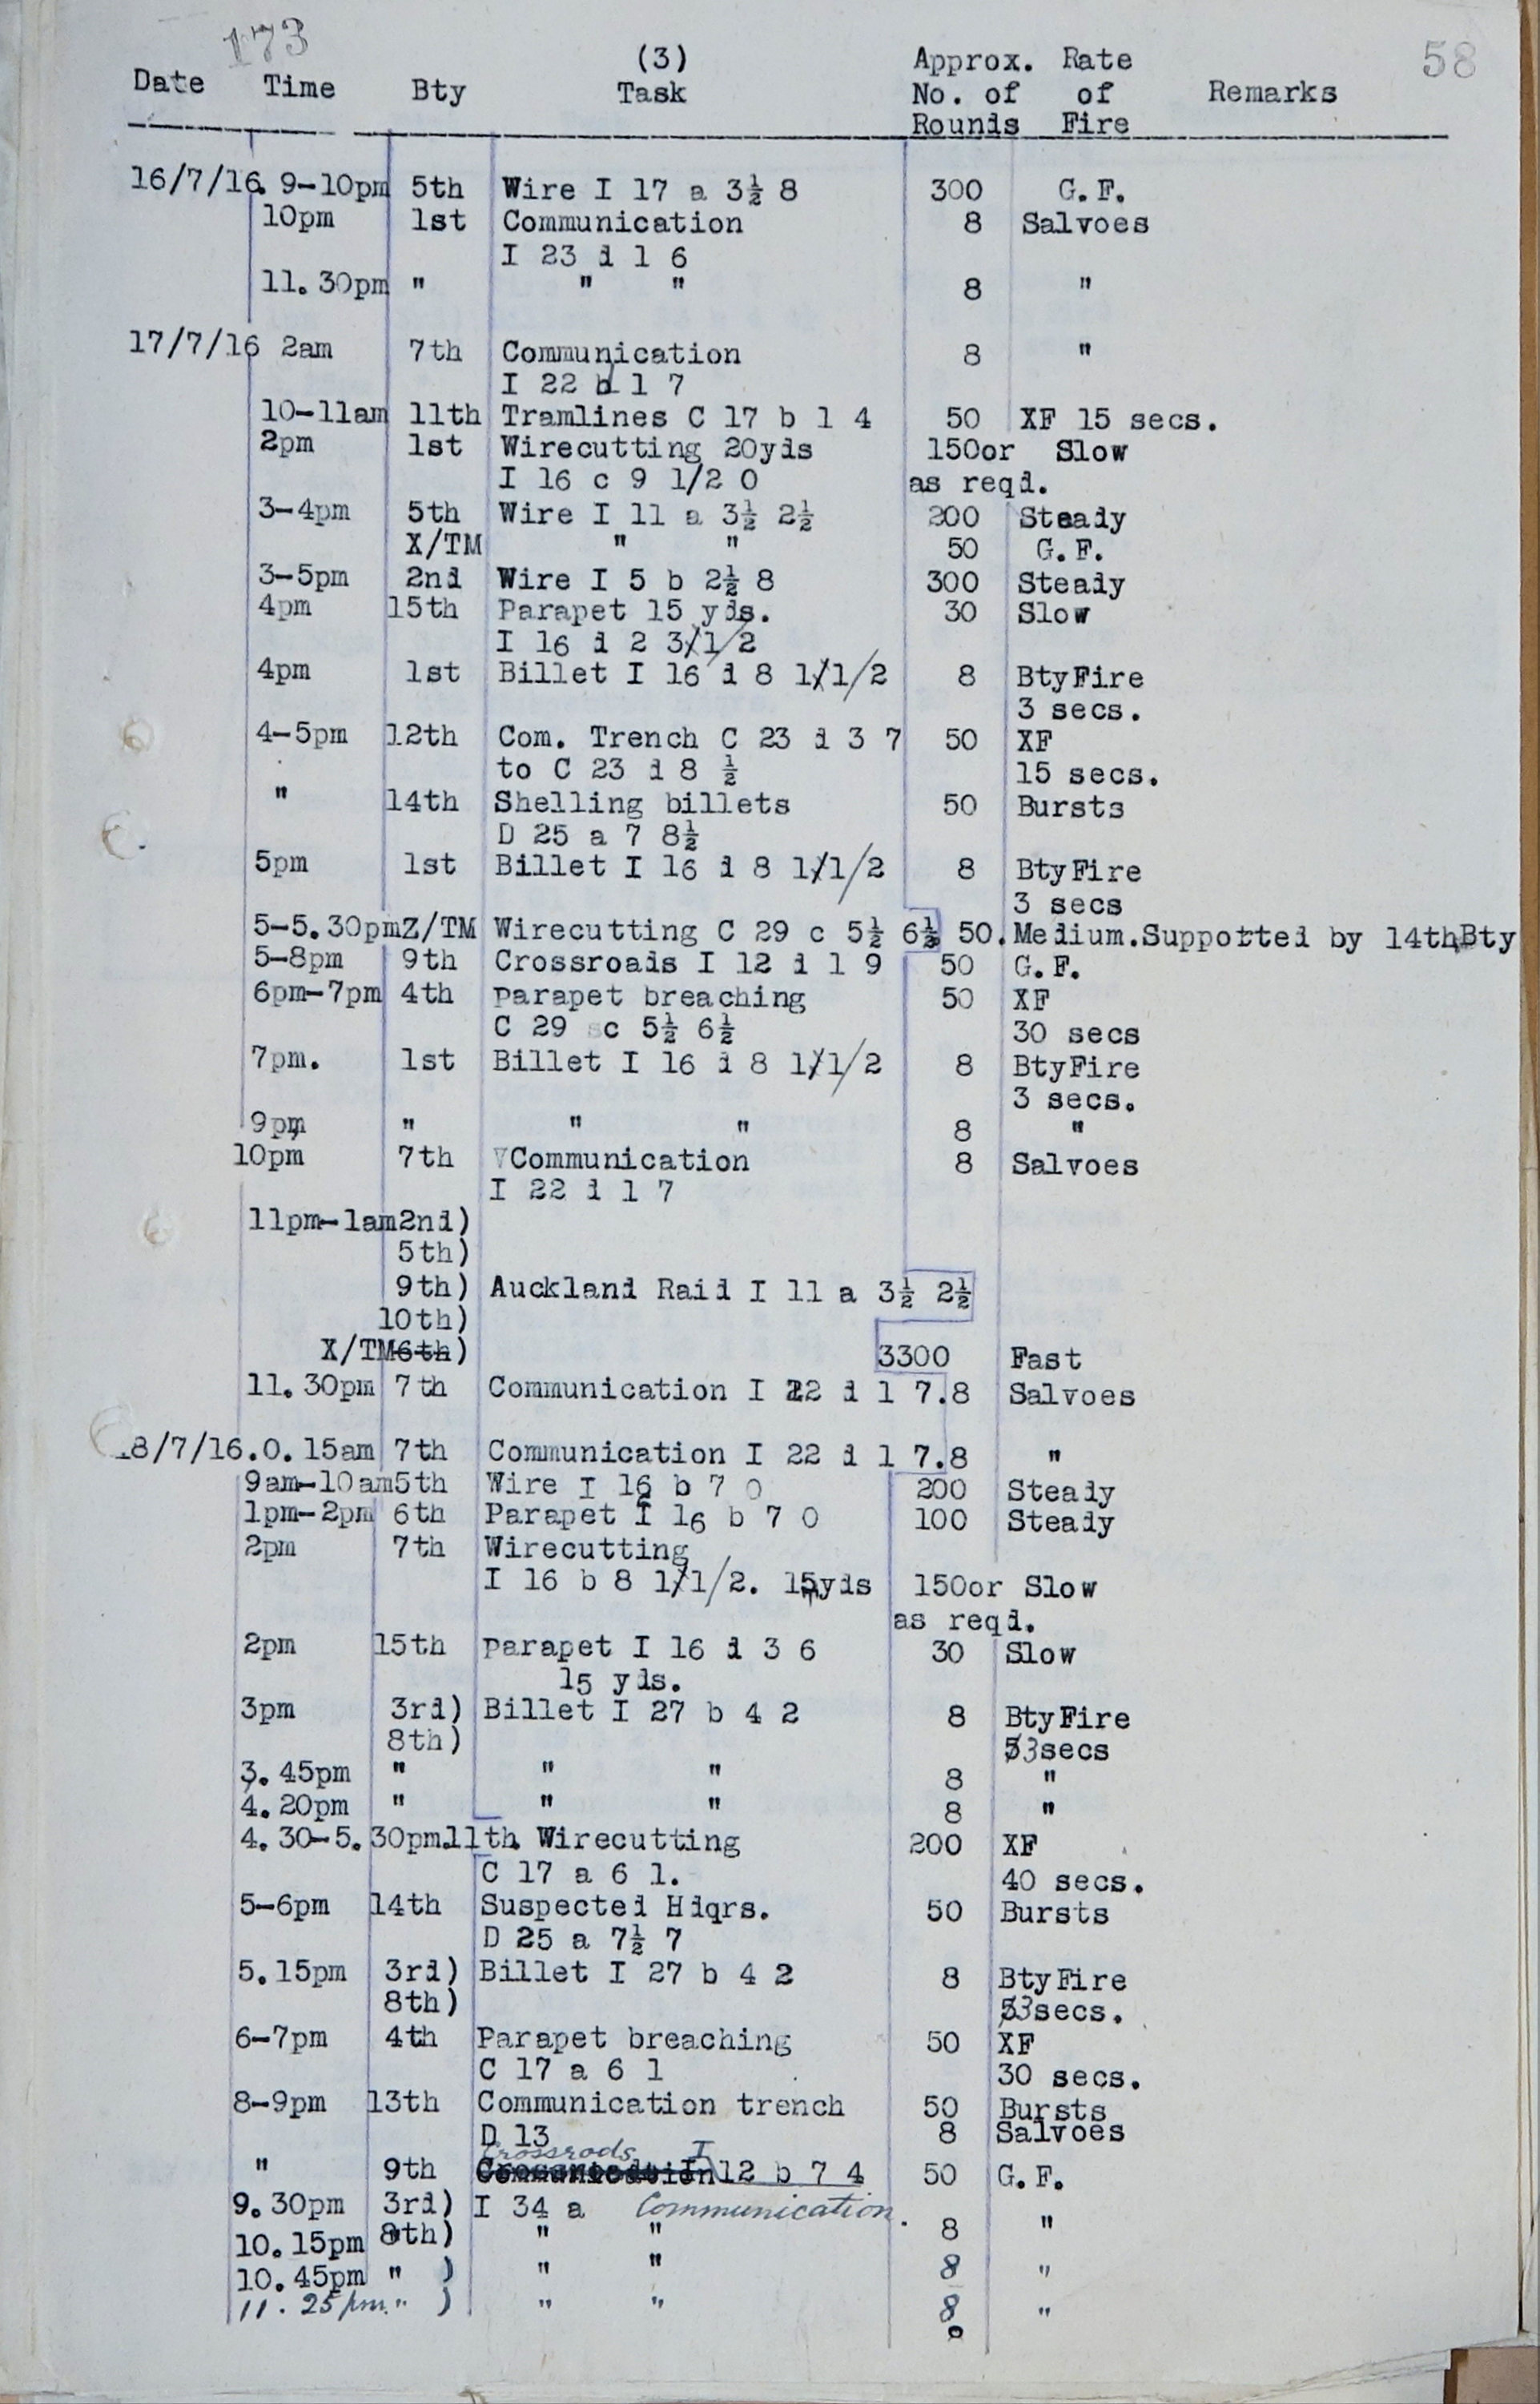 173
(3)
58
Date Time Bty Task Approx. No. of Rounds Rate of Fire Remarks
16/7/16. 9-10pm 5th Wire I 17 a 3½ 8 300 G.F.
10pm 1st Communication 8 Salvoes
I 23 d 1 6
11.30pm " " " 8 "
17/7/16 2am 7th Communication 8 "
I 22 d 1 7
10-11am 11th Tramlines C 17 b 1 4 50 XF 15 secs.
2pm 1st Wirecutting 20yds 150or Slow
I 16 c 9 1/2 0 as reqd.
3-4pm 5th Wire I 11 a 3½ 2½ 200 Steady
X/TM " " 50 G.F.
3-5pm 2nd Wire I 5 b 2½ 8 300 Steady
4pm 15th Parapet 15 yds. 30 Slow
I 16 d 2 3/1/2
4pm 1st Billet I 16 d 8 1/1/2 8 BtyFire
3 secs.
4-5pm 12th Com. Trench C 23 d 3 7 50 XF
to C 23 d 8 ½ 15 secs.
" 14th Shelling billets 50 Bursts
D 25 a 7 8½
5pm 1st Billet I 16 d 8 1/1/2 8 BtyFire
3 secs
5-5.30pmZ/TM Wirecutting C 29 c 5½ 6½ 50. Medium.Supported by 14thBty
5-8pm 9th Crossroads I 12 d 1 9 50 G.F.
6pm-7pm 4th Parapet breaching 50 XF
C 29 c 5½ 6½ 30 secs
7pm. 1st Billet I 16 d 8 1/1/2 8 BtyFire
3 secs.
9pm " " " 8 "
10pm 7th Communication 8 Salvoes
I 22 d 1 7
11pm-1am2nd)
5th)
9th) Auckland Raid I 11 a 3½ 2½
10th)
X/TM6th) 3300 Fast
11.30pm 7th Communication I 22 d 1 7.8 Salvoes
18/7/16.0.15am 7th Communication I 22 d 1 7.8 "
9am-10am5th Wire I 16 b 7 0 200 Steady
1pm-2pm 6th Parapet I 16 b 7 0 100 Steady
2pm 7th Wirecutting
I 16 b 8 1/1/2. 15yds 150or Slow
as reqd.
2pm 15th Parapet I 16 d 3 6 30 Slow
15 yds.
3pm 3rd) Billet I 27 b 4 2 8 BtyFire
8th) 3secs
3.45pm " " " 8 "
4.20pm " " " 8 "
4.30-5.30pm.11th. Wirecutting 200 XF
C 17 a 6 1. 40 secs.
5-6pm 14th Suspected Hdqrs. 50 Bursts
D 25 a 7½ 7
5.15pm 3rd) Billet I 27 b 4 2 8 BtyFire
8th) 3secs.
6-7pm 4th Parapet breaching 50 XF
C 17 a 6 1 30 secs.
8-9pm 13th Communication trench 50 Bursts
D 13 8 Salvoes
Crossrods I
" 9th 12 b 7 4 50 G.F.
9.30pm 3rd) I 34 a Communication.
10.15pm 8th) " " 8 "
10.45pm " ) " " 8 "
11.25pm. " ) " " 8 "